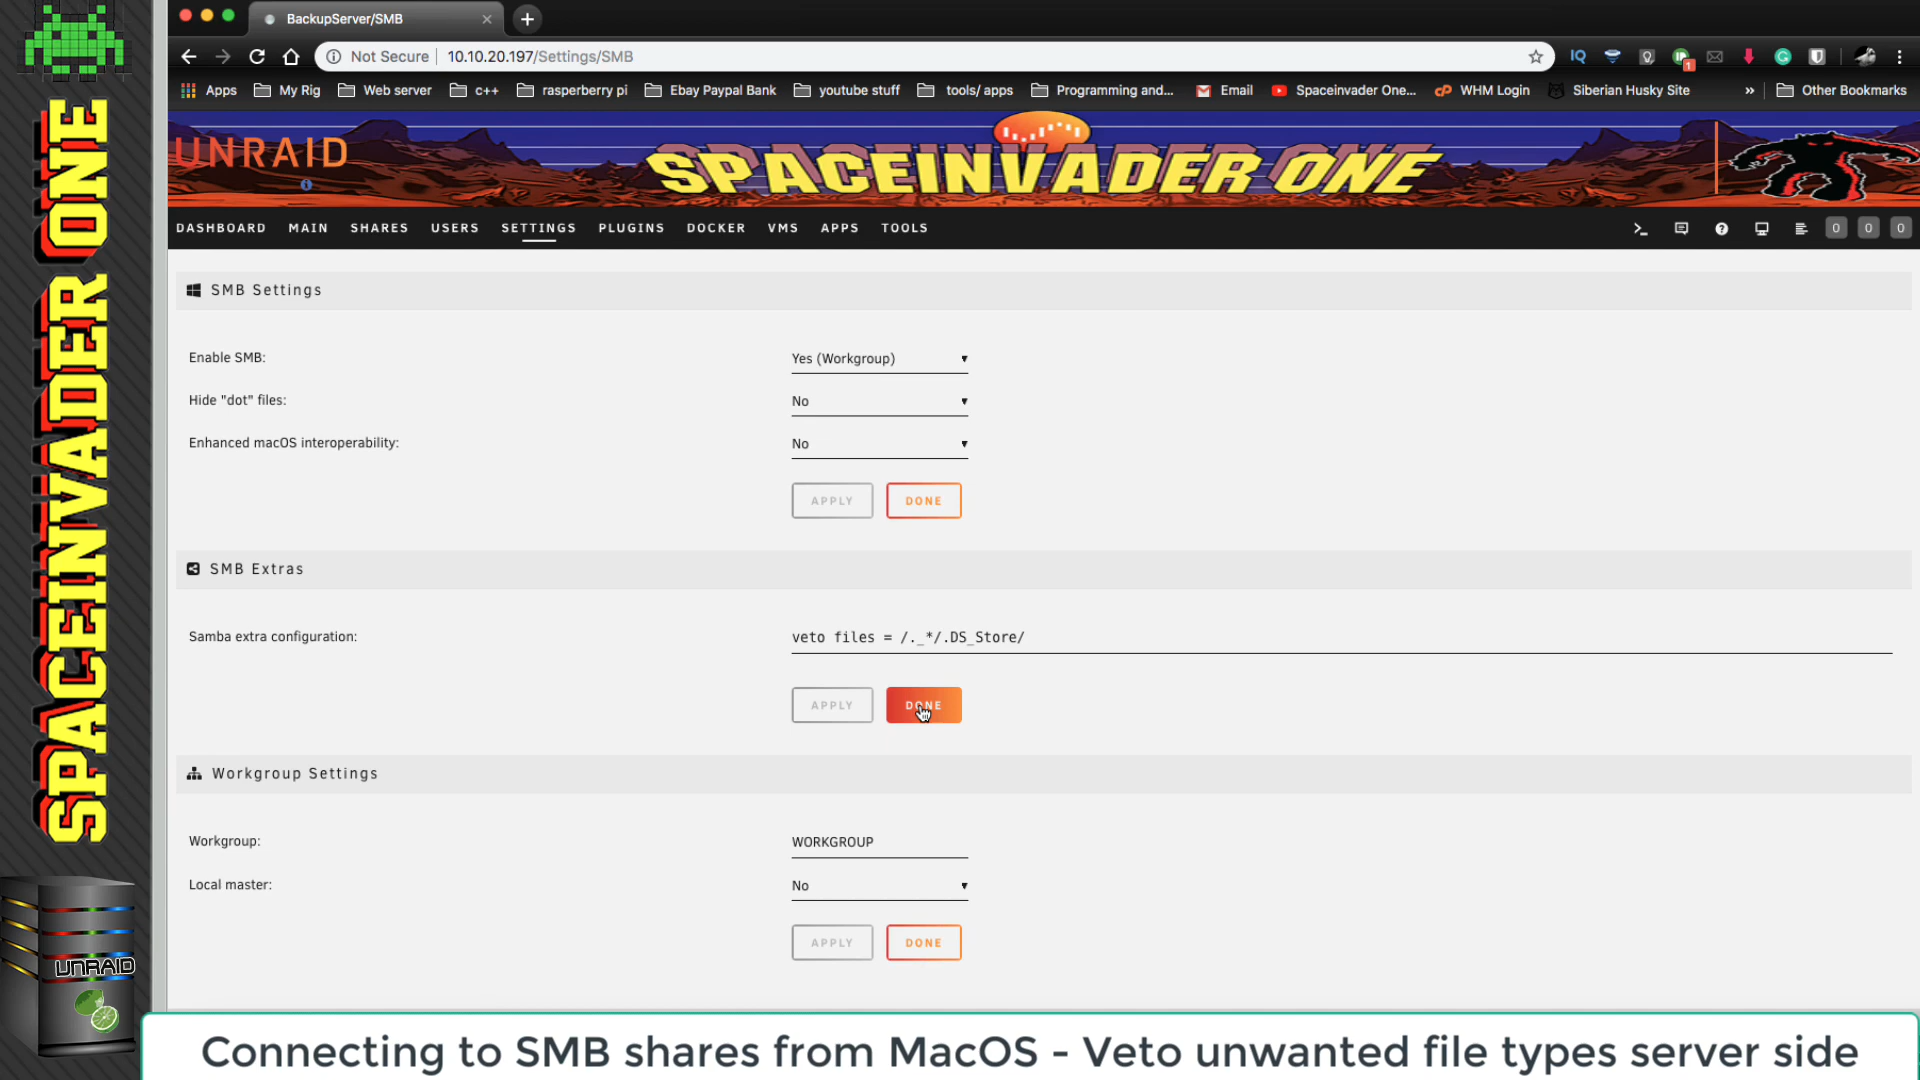 BackupServer/SMB
Not Secure | 10.10.20.197/Settings/SMB
IQ
1
Apps
My Rig
Web server
c++
rasperberry pi
Ebay Paypal Bank
youtube stuff
tools/ apps
Programming and...
Email
Spaceinvader One...
WHM Login
Siberian Husky Site
»
Other Bookmarks
UNRAID
SPACEINVADER ONE
DASHBOARD MAIN SHARES USERS SETTINGS PLUGINS DOCKER VMS APPS TOOLS
0 0 0
SMB Settings
Enable SMB: Yes (Workgroup)
Hide "dot" files: No
Enhanced macOS interoperability: No
APPLY DONE
SMB Extras
Samba extra configuration: veto files = /._*/.DS_Store/
APPLY DONE
Workgroup Settings
Workgroup: WORKGROUP
Local master: No
APPLY DONE
SPACEINVADER ONE
UNRAID
Connecting to SMB shares from MacOS - Veto unwanted file types server side